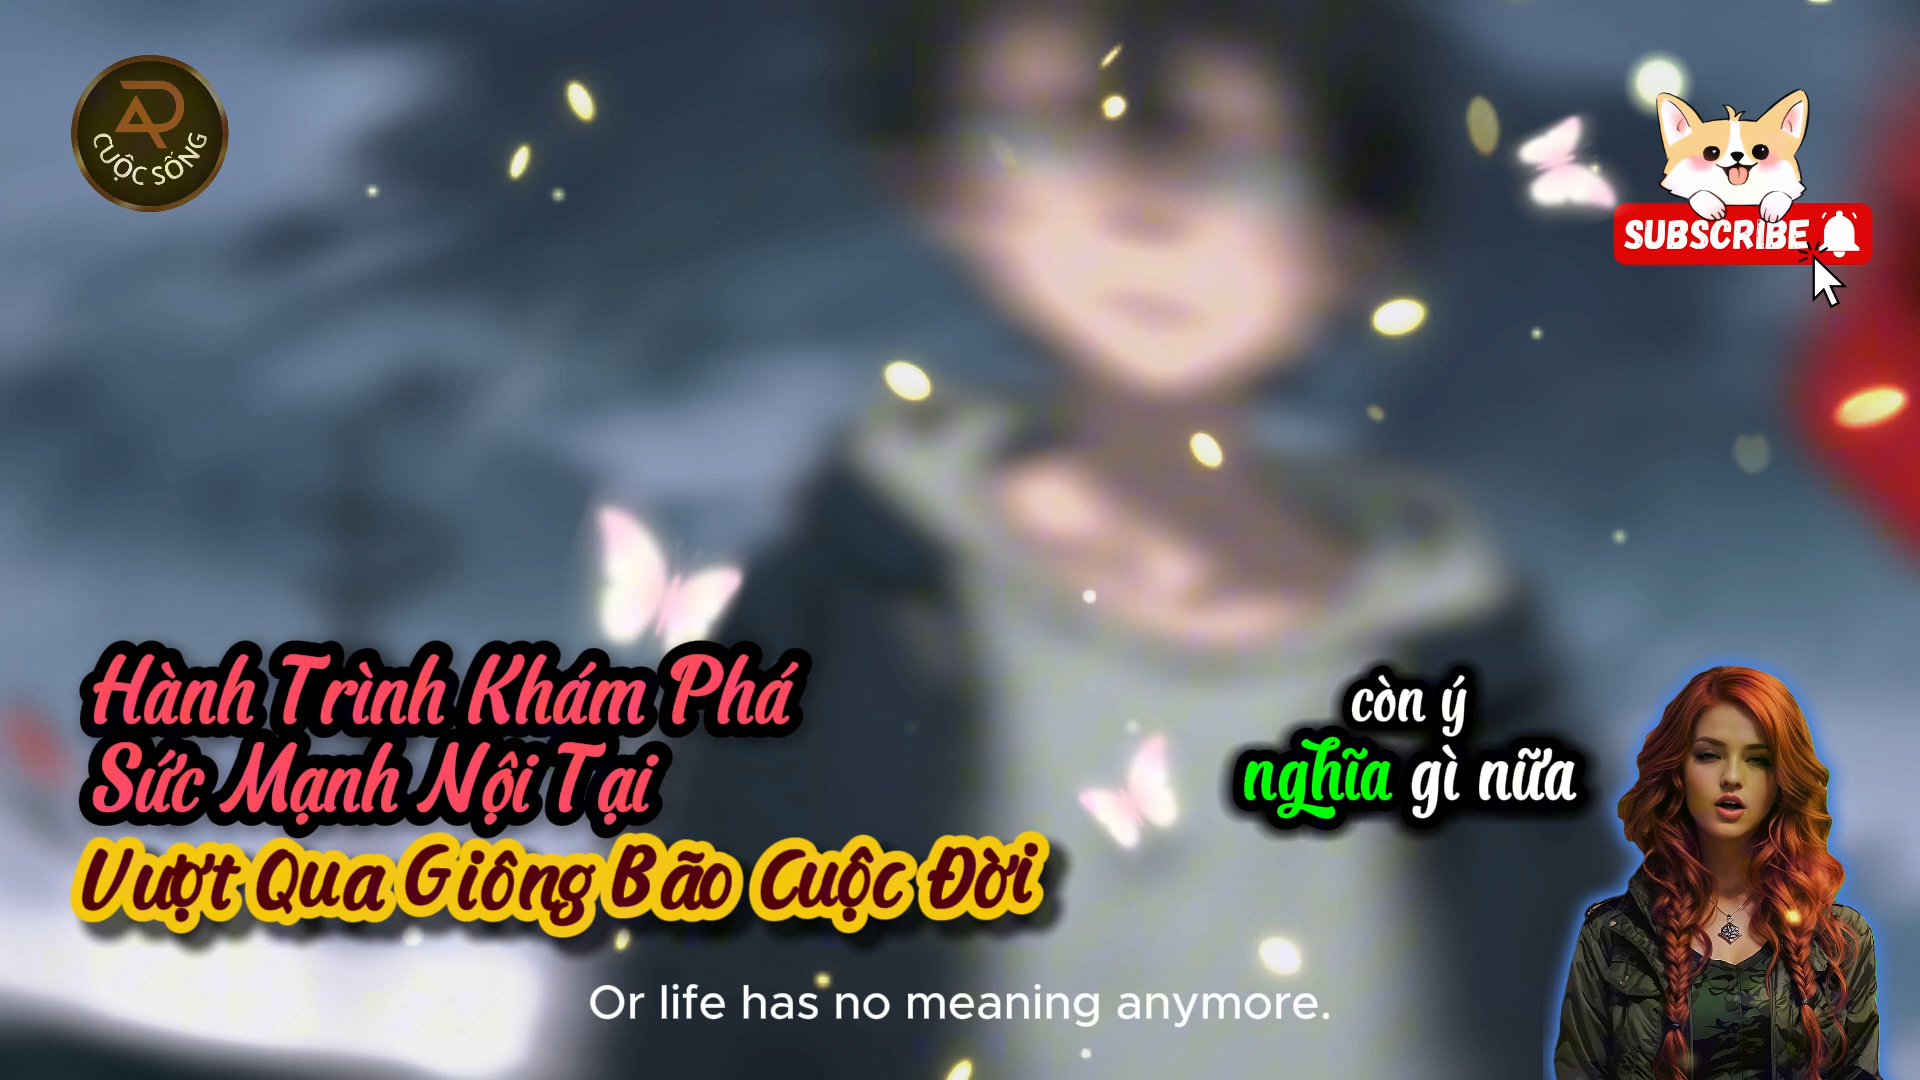 CUỘC SỐNG
SUBSCRIBE
Hành Trình Khám Phá
Sức Mạnh Nội Tại
Vượt Qua Giông Bão Cuộc Đời
còn ý
nghĩa gì nữa
Or life has no meaning anymore.